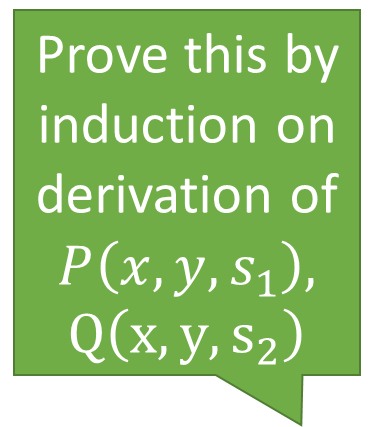 Prove this by
induction on
derivation of
𝑃(𝑥, 𝑦, 𝑠₁),
Q(x, y, s₂)